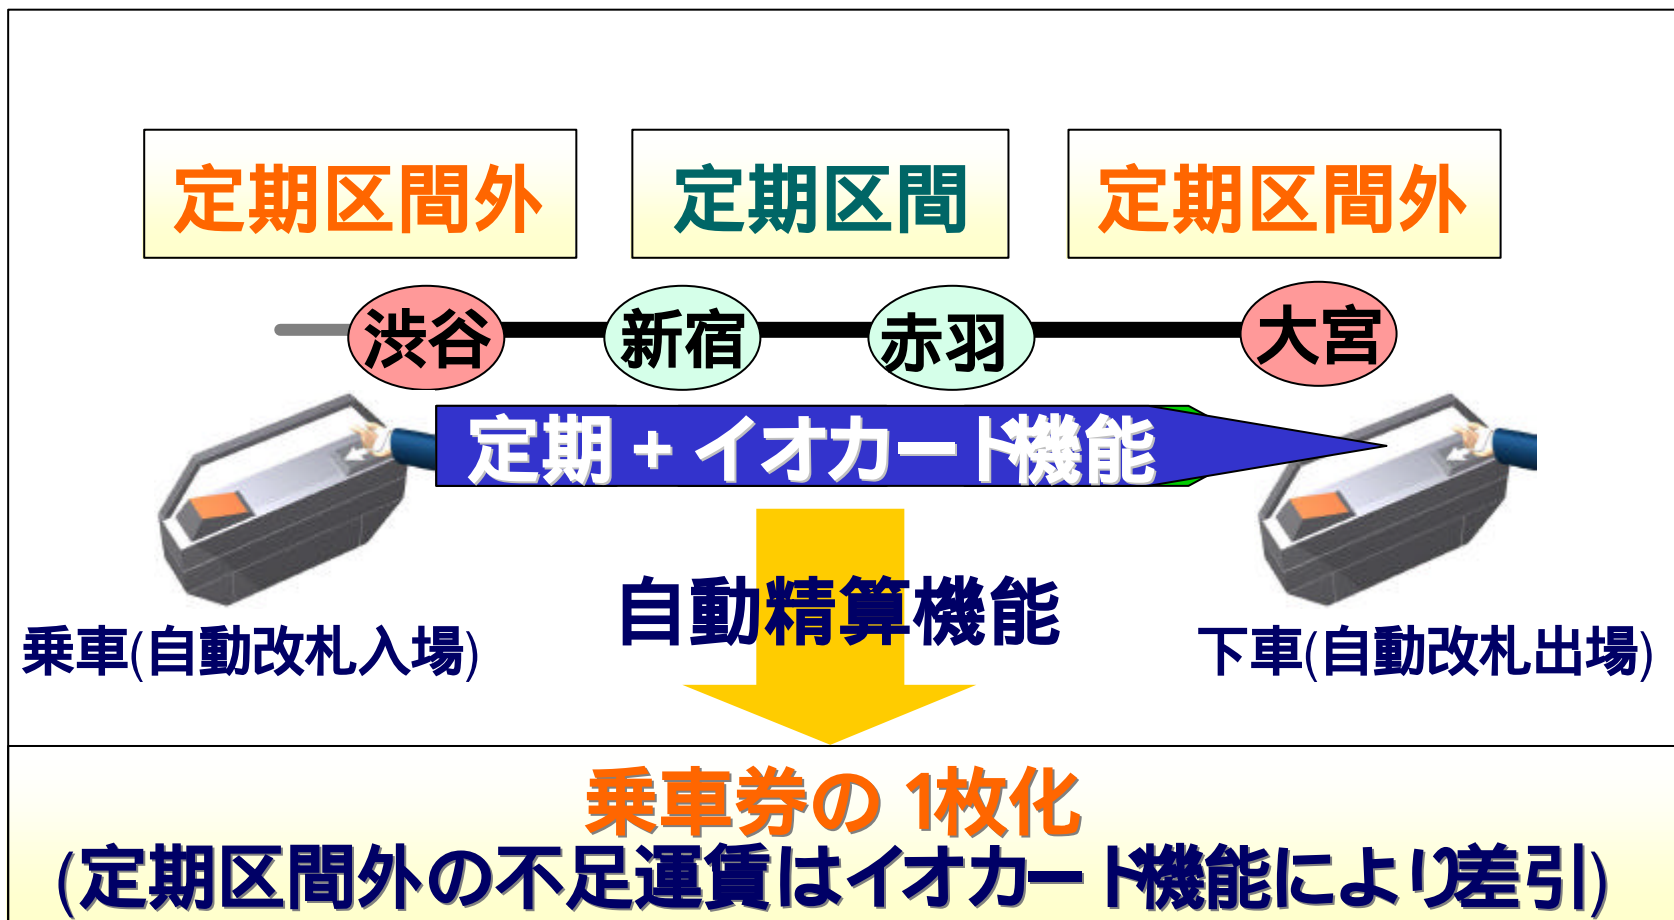 定期区間外
定期区間
定期区間外
渋谷
新宿
赤羽
大宮
定期 + イオカード機能
自動精算機能
乗車(自動改札入場)
下車(自動改札出場)
乗車券の 1枚化
(定期区間外の不足運賃はイオカード機能により差引)